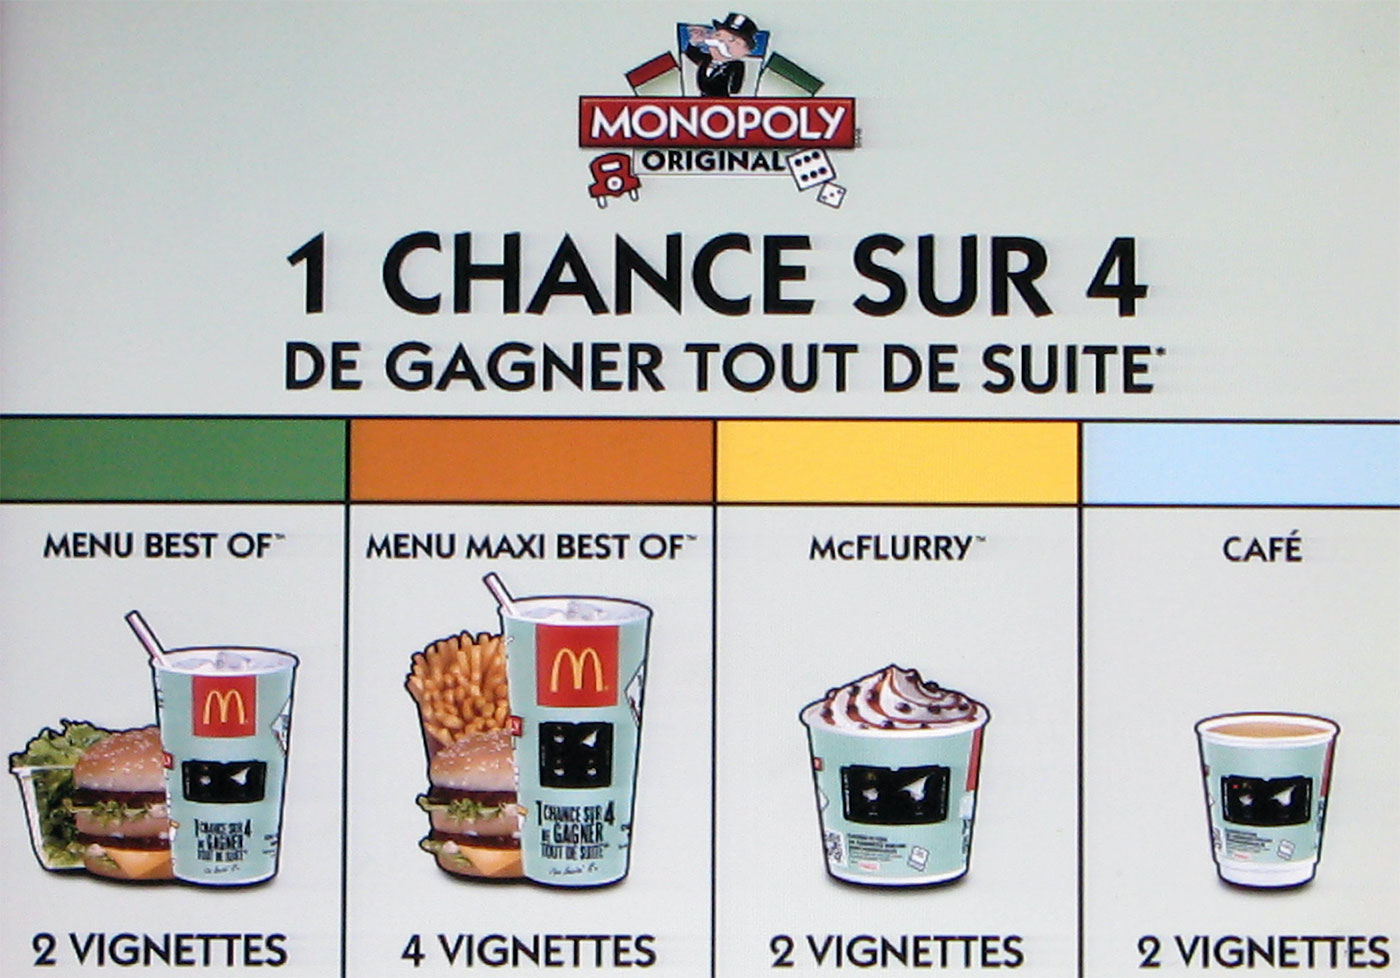 MONOPOLY
ORIGINAL
1 CHANCE SUR 4
DE GAGNER TOUT DE SUITE*
MENU BEST OF™
MENU MAXI BEST OF™
McFLURRY™
CAFÉ
1 CHANCE SUR 4
DE GAGNER
TOUT DE SUITE*
1 CHANCE SUR 4
DE GAGNER
TOUT DE SUITE*
2 VIGNETTES
4 VIGNETTES
2 VIGNETTES
2 VIGNETTES